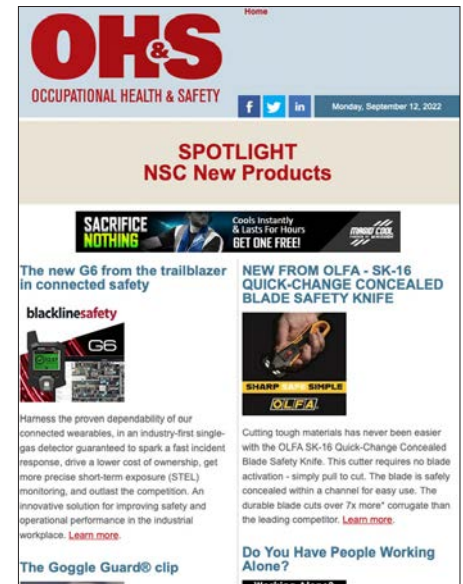 Home
OH&S
OCCUPATIONAL HEALTH & SAFETY
f
in
Monday, September 12, 2022
SPOTLIGHT
NSC New Products
SACRIFICE
NOTHING
Cools Instantly
& Lasts For Hours
GET ONE FREE!
MAGID COOL
The new G6 from the trailblazer
in connected safety
blacklinesafety
G6
Harness the proven dependability of our
connected wearables, in an industry-first single-
gas detector guaranteed to spark a fast incident
response, drive a lower cost of ownership, get
more precise short-term exposure (STEL)
monitoring, and outlast the competition. An
innovative solution for improving safety and
operational performance in the industrial
workplace. Learn more.
The Goggle Guard® clip
NEW FROM OLFA - SK-16
QUICK-CHANGE CONCEALED
BLADE SAFETY KNIFE
SHARP SAFE SIMPLE
OLFA
Cutting tough materials has never been easier
with the OLFA SK-16 Quick-Change Concealed
Blade Safety Knife. This cutter requires no blade
activation - simply pull to cut. The blade is safely
concealed within a channel for easy use. The
durable blade cuts over 7x more* corrugate than
the leading competitor. Learn more.
Do You Have People Working
Alone?
Working Alone?